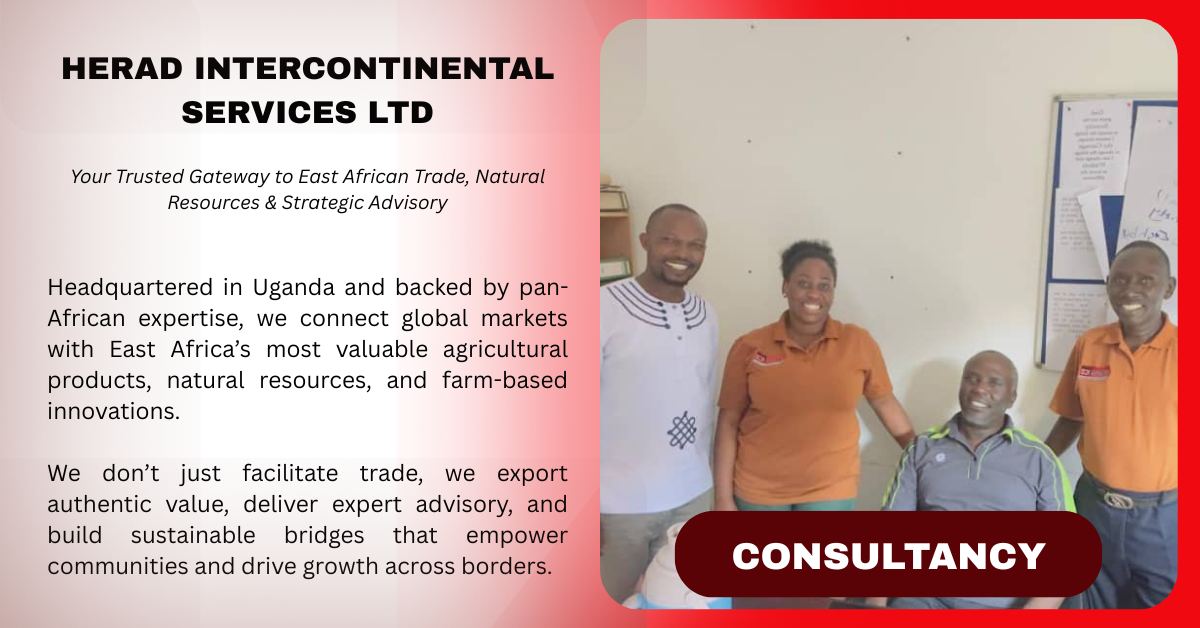 HERAD INTERCONTINENTAL
SERVICES LTD
Your Trusted Gateway to East African Trade, Natural
Resources & Strategic Advisory
Headquartered in Uganda and backed by pan-
African expertise, we connect global markets
with East Africa’s most valuable agricultural
products, natural resources, and farm-based
innovations.
We don’t just facilitate trade, we export
authentic value, deliver expert advisory, and
build sustainable bridges that empower
communities and drive growth across borders.
CONSULTANCY